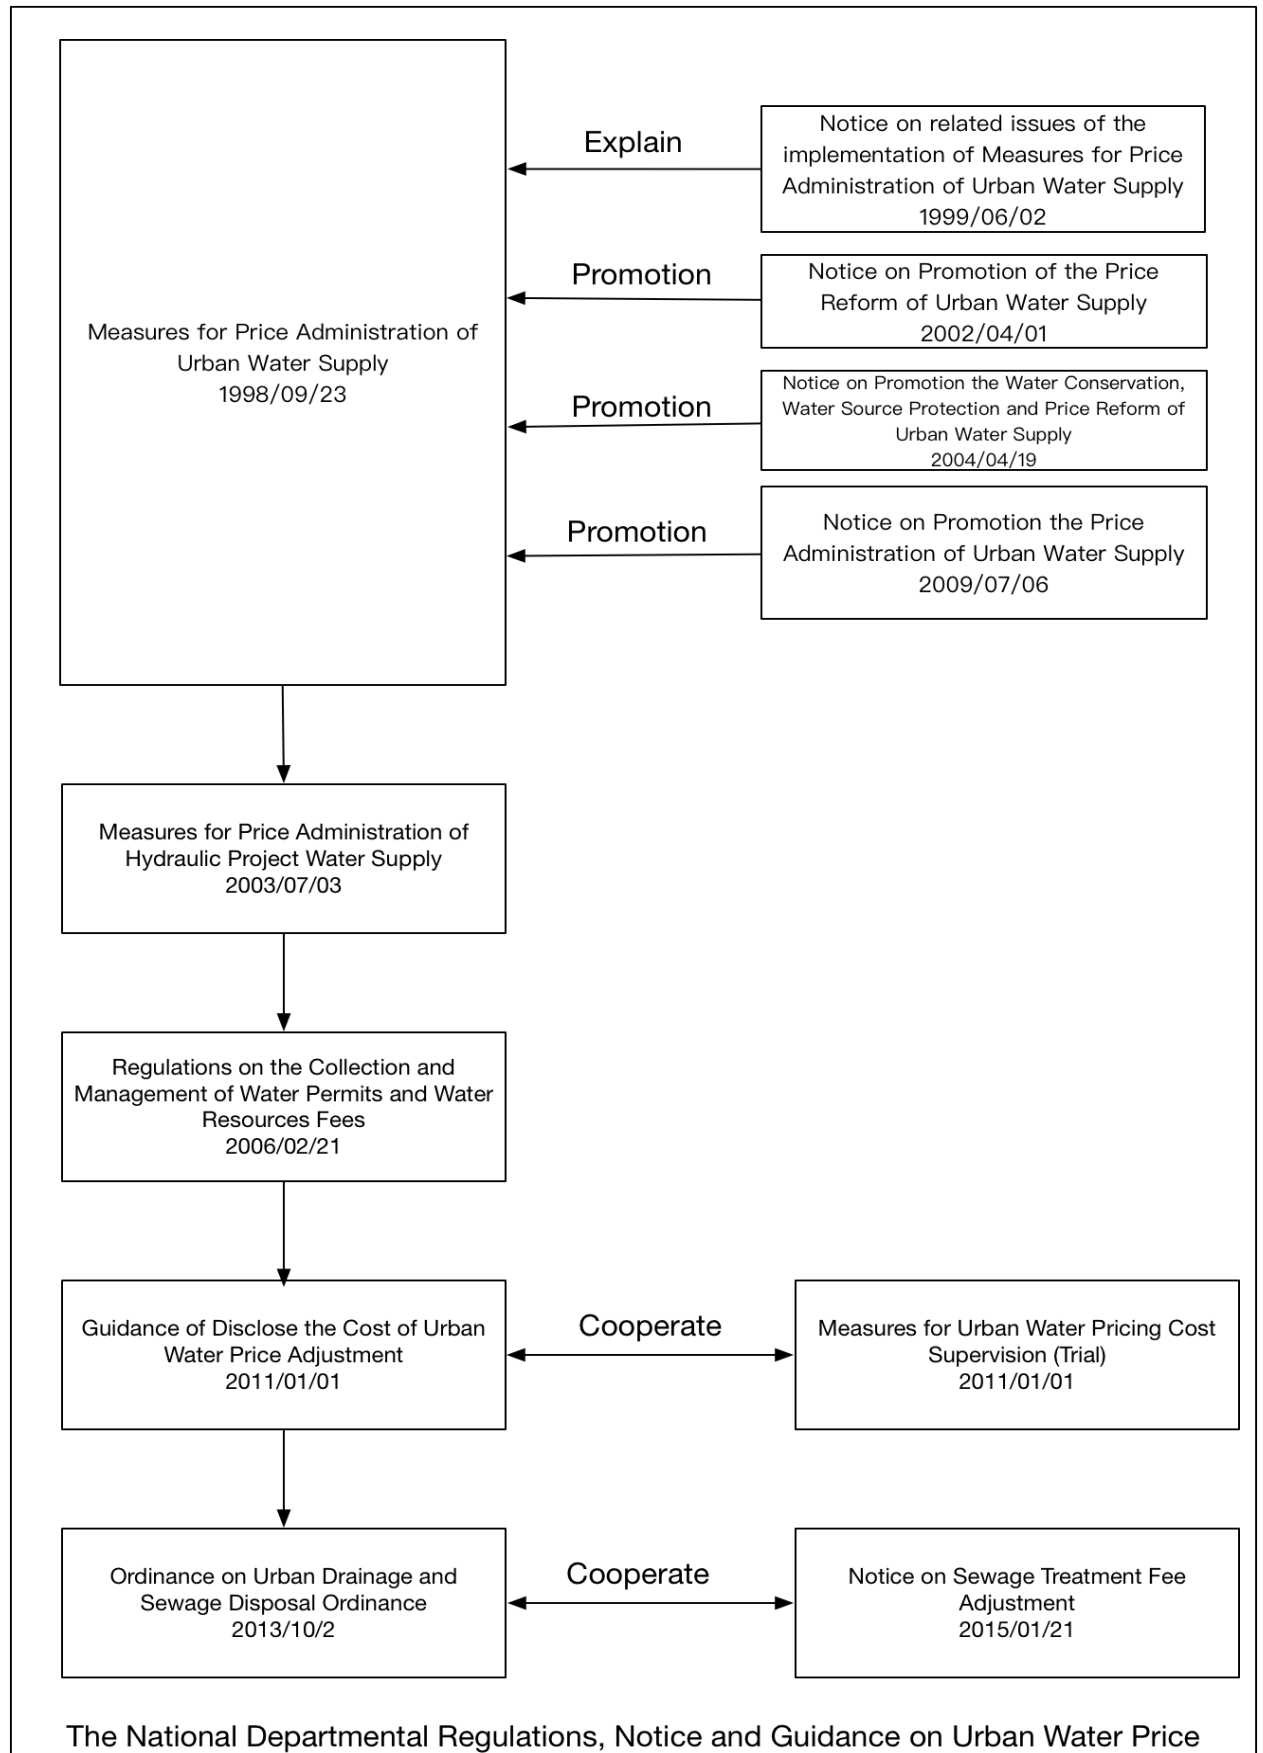 Measures for Price Administration of
Urban Water Supply
1998/09/23
Explain
Notice on related issues of the
implementation of Measures for Price
Administration of Urban Water Supply
1999/06/02
Promotion
Notice on Promotion of the Price
Reform of Urban Water Supply
2002/04/01
Promotion
Notice on Promotion the Water Conservation,
Water Source Protection and Price Reform of
Urban Water Supply
2004/04/19
Promotion
Notice on Promotion the Price
Administration of Urban Water Supply
2009/07/06
Measures for Price Administration of
Hydraulic Project Water Supply
2003/07/03
Regulations on the Collection and
Management of Water Permits and Water
Resources Fees
2006/02/21
Guidance of Disclose the Cost of Urban
Water Price Adjustment
2011/01/01
Cooperate
Measures for Urban Water Pricing Cost
Supervision (Trial)
2011/01/01
Ordinance on Urban Drainage and
Sewage Disposal Ordinance
2013/10/2
Cooperate
Notice on Sewage Treatment Fee
Adjustment
2015/01/21
The National Departmental Regulations, Notice and Guidance on Urban Water Price